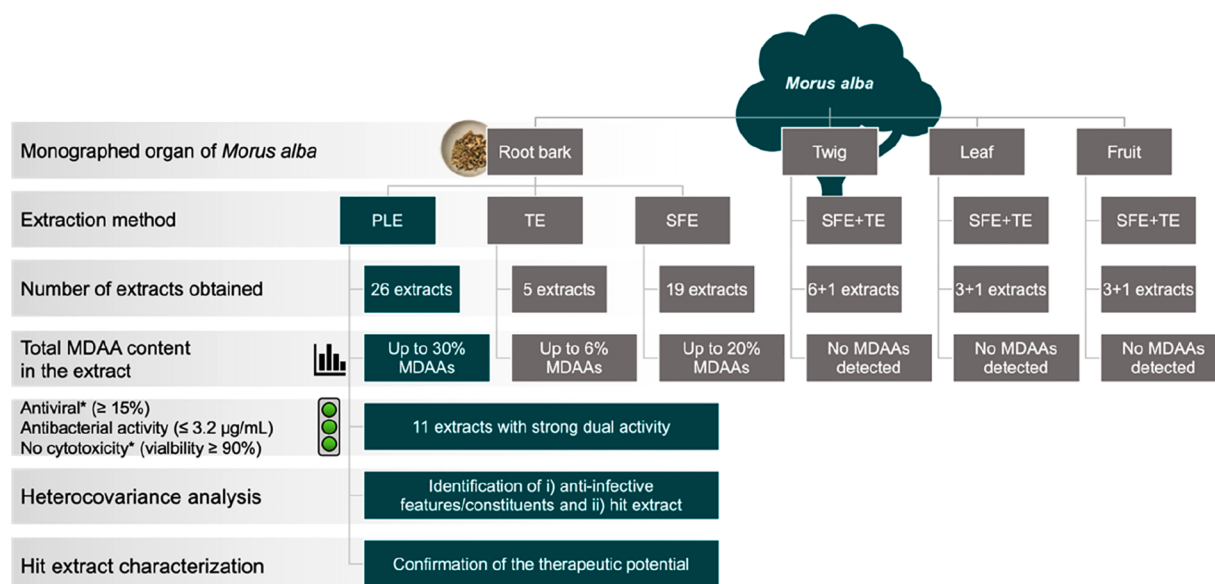 Morus alba
Monographed organ of Morus alba
Root bark
Twig
Leaf
Fruit
Extraction method
PLE
TE
SFE
SFE+TE
SFE+TE
SFE+TE
Number of extracts obtained
26 extracts
5 extracts
19 extracts
6+1 extracts
3+1 extracts
3+1 extracts
Total MDAA content
in the extract
Up to 30%
MDAAs
Up to 6%
MDAAs
Up to 20%
MDAAs
No MDAAs
detected
No MDAAs
detected
No MDAAs
detected
Antiviral* (≥ 15%)
Antibacterial activity (≤ 3.2 µg/mL)
No cytotoxicity* (vialbility ≥ 90%)
11 extracts with strong dual activity
Heterocovariance analysis
Identification of i) anti-infective
features/constituents and ii) hit extract
Hit extract characterization
Confirmation of the therapeutic potential